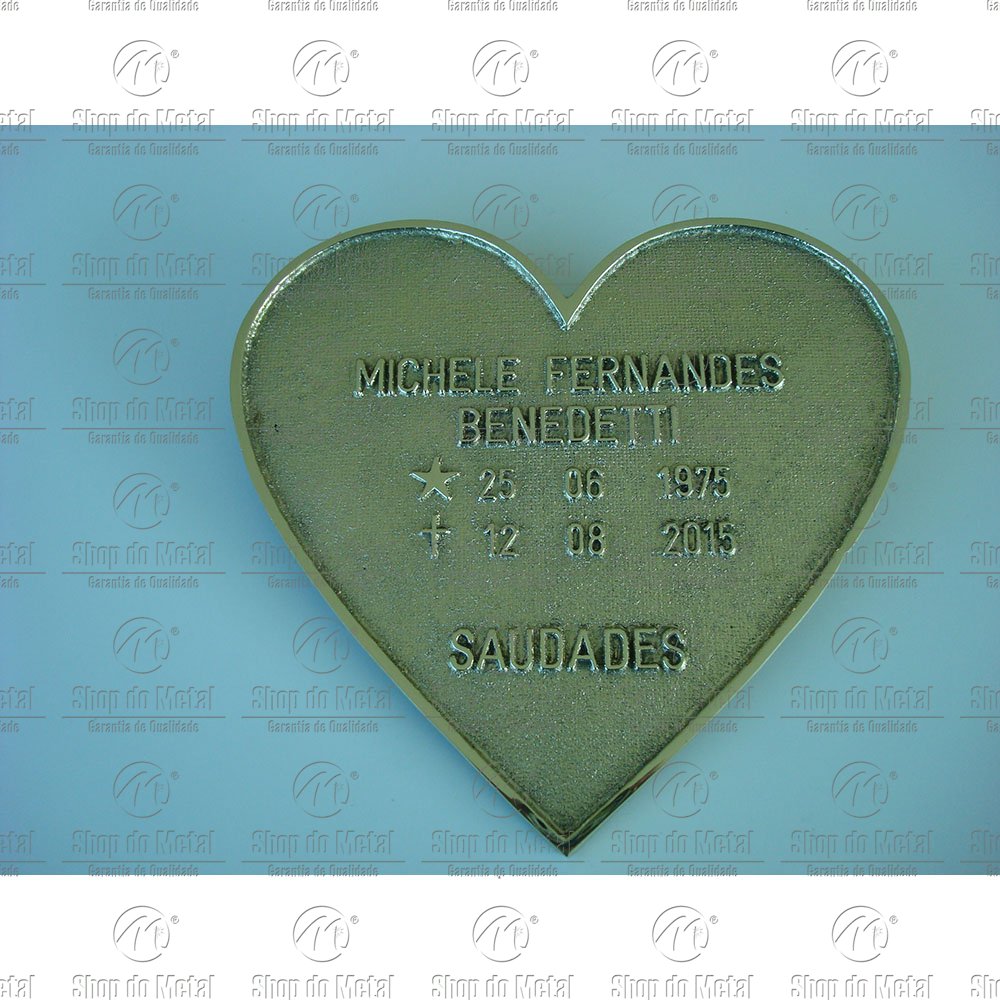 MICHELE FERNANDES
BENEDETTI
★ 25 06 1975
✝ 12 08 2015
SAUDADES
Shop do Metal
Garantia de Qualidade